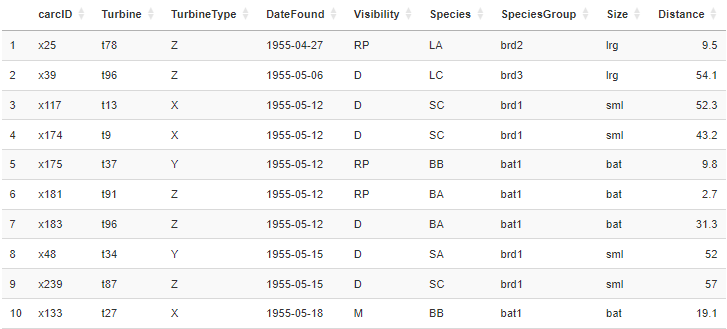 carcID Turbine TurbineType DateFound Visibility Species SpeciesGroup Size Distance
1 x25 t78 Z 1955-04-27 RP LA brd2 lrg 9.5
2 x39 t96 Z 1955-05-06 D LC brd3 lrg 54.1
3 x117 t13 X 1955-05-12 D SC brd1 sml 52.3
4 x174 t9 X 1955-05-12 D SC brd1 sml 43.2
5 x175 t37 Y 1955-05-12 RP BB bat1 bat 9.8
6 x181 t91 Z 1955-05-12 RP BA bat1 bat 2.7
7 x183 t96 Z 1955-05-12 D BA bat1 bat 31.3
8 x48 t34 Y 1955-05-15 D SA brd1 sml 52
9 x239 t87 Z 1955-05-15 D SC brd1 sml 57
10 x133 t27 X 1955-05-18 M BB bat1 bat 19.1